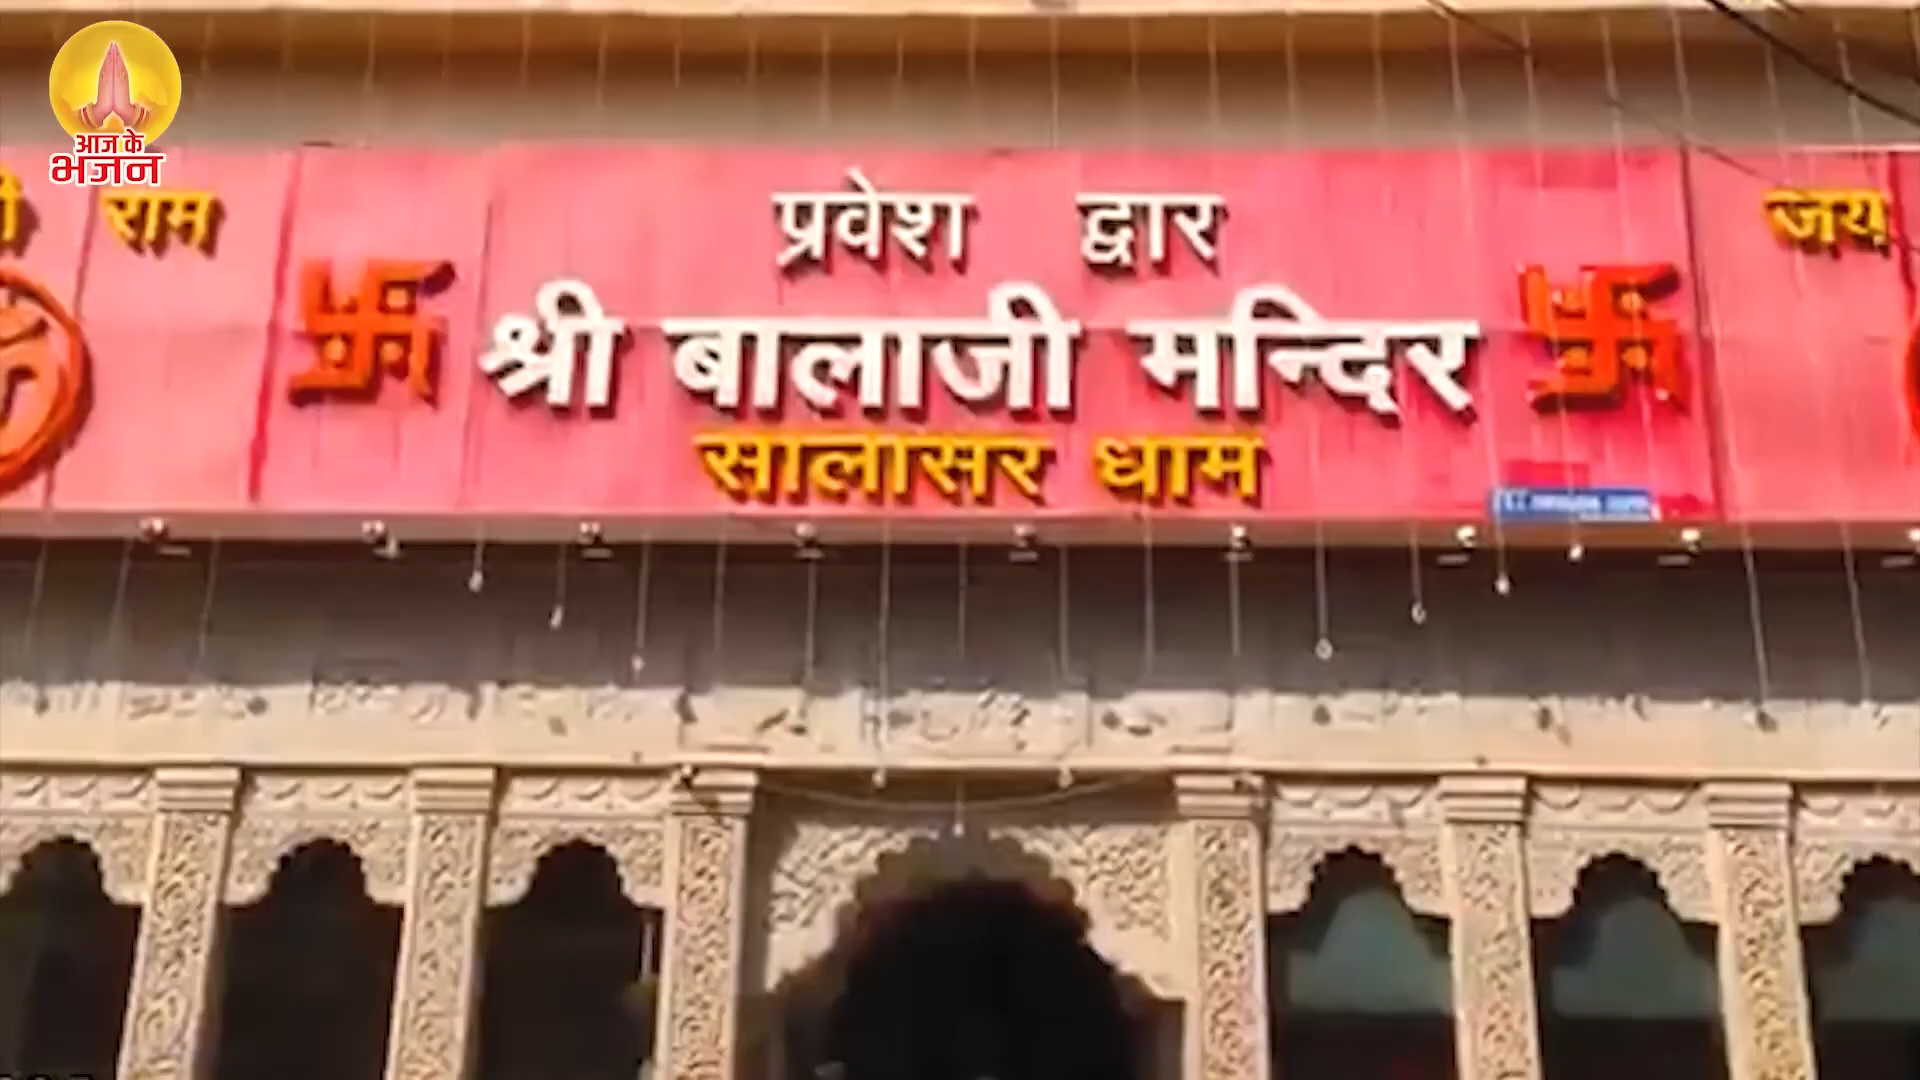 आज के
भजन
राम
प्रवेश द्वार
जय
श्री बालाजी मन्दिर
सालासर धाम